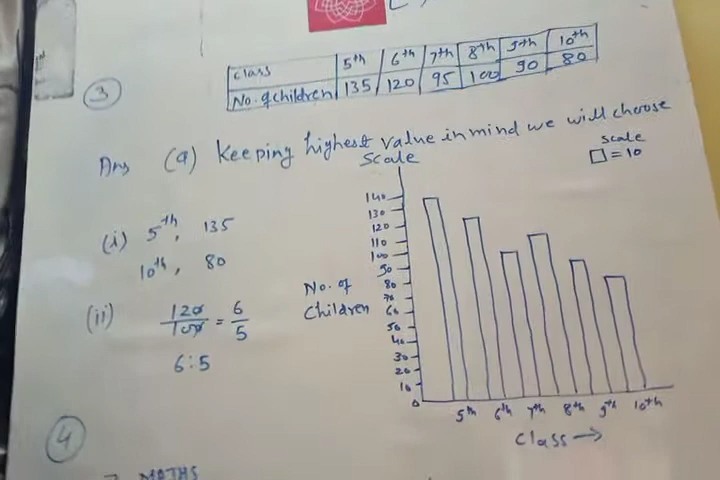 3
class 5th 6th 7th 8th 9th 10th
No. of children 135 120 95 100 90 80
Ans (a) Keeping highest value in mind we will choose
scale
scale
□ = 10
(i) 5th, 135
10th, 80
(ii) 120/100 = 6/5
6:5
No. of
Children
140
130
120
110
100
90
80
70
60
50
40
30
20
10
0
5th 6th 7th 8th 9th 10th
class →
4
MATHS